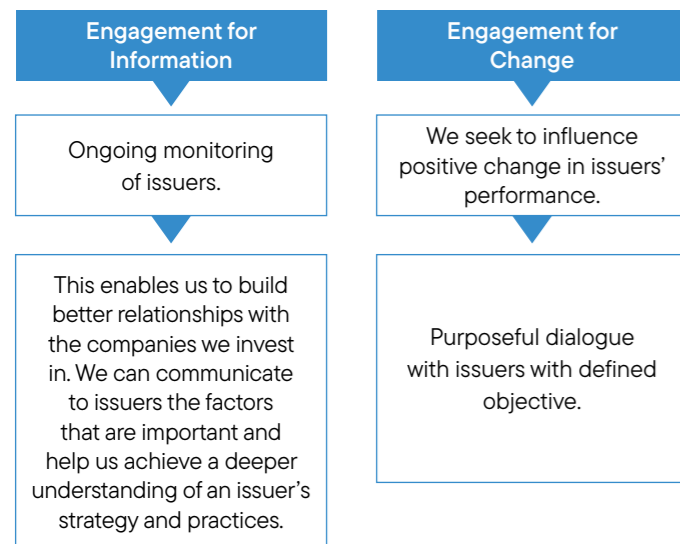 Engagement for
Information
Ongoing monitoring
of issuers.
This enables us to build
better relationships with
the companies we invest
in. We can communicate
to issuers the factors
that are important and
help us achieve a deeper
understanding of an issuer’s
strategy and practices.
Engagement for
Change
We seek to influence
positive change in issuers’
performance.
Purposeful dialogue
with issuers with defined
objective.